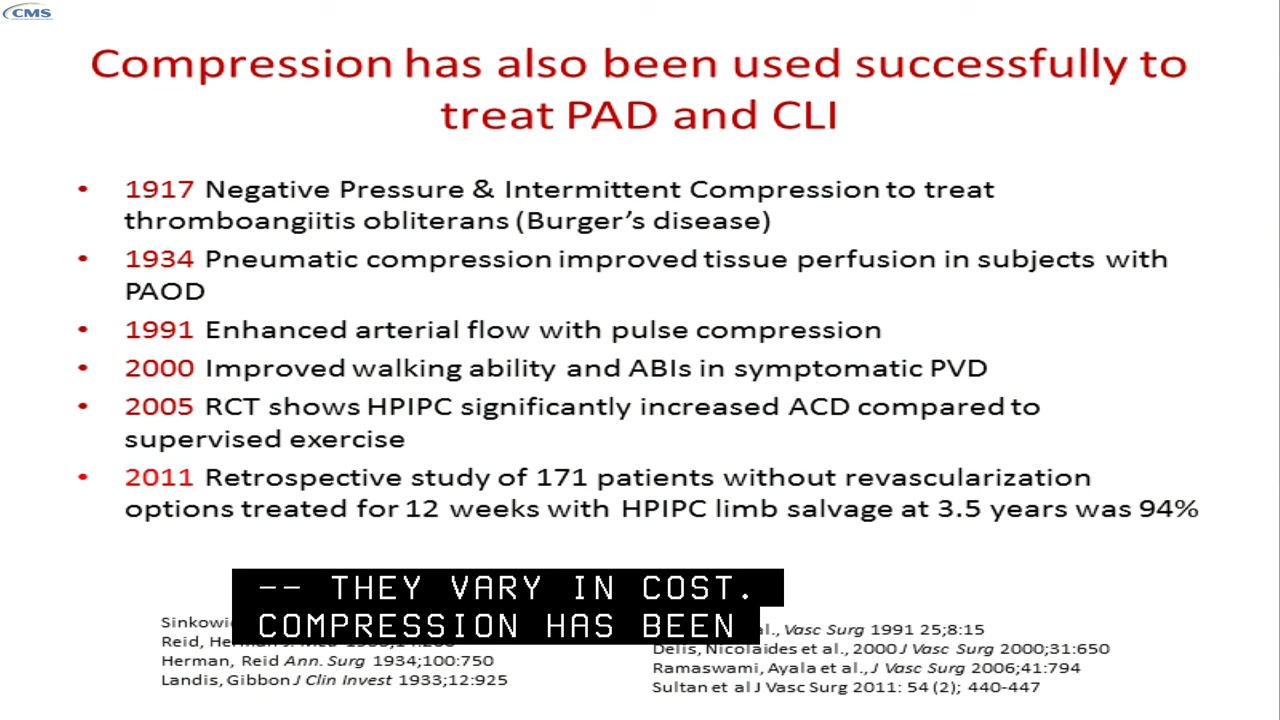 CMS
Compression has also been used successfully to
treat PAD and CLI
• 1917 Negative Pressure & Intermittent Compression to treat
thromboangiitis obliterans (Burger's disease)
• 1934 Pneumatic compression improved tissue perfusion in subjects with
PAOD
• 1991 Enhanced arterial flow with pulse compression
• 2000 Improved walking ability and ABIs in symptomatic PVD
• 2005 RCT shows HPIPC significantly increased ACD compared to
supervised exercise
• 2011 Retrospective study of 171 patients without revascularization
options treated for 12 weeks with HPIPC limb salvage at 3.5 years was 94%
-- THEY VARY IN COST.
COMPRESSION HAS BEEN
Reid,
Herman, Reid Ann. Surg 1934;100:750
Landis, Gibbon J Clin Invest 1933;12:925
al., Vasc Surg 1991 25;8:15
Delis, Nicolaides et al., 2000 J Vasc Surg 2000;31:650
Ramaswami, Ayala et al., J Vasc Surg 2006;41:794
Sultan et al J Vasc Surg 2011: 54 (2); 440-447